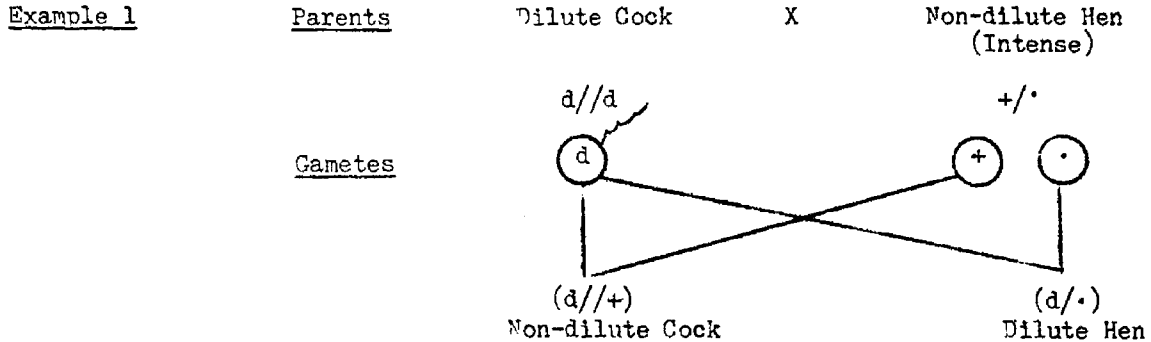 Example 1 Parents Dilute Cock X Non-dilute Hen
(Intense)
d//d +/•
Gametes d + •
(d//+) (d/•)
Non-dilute Cock Dilute Hen